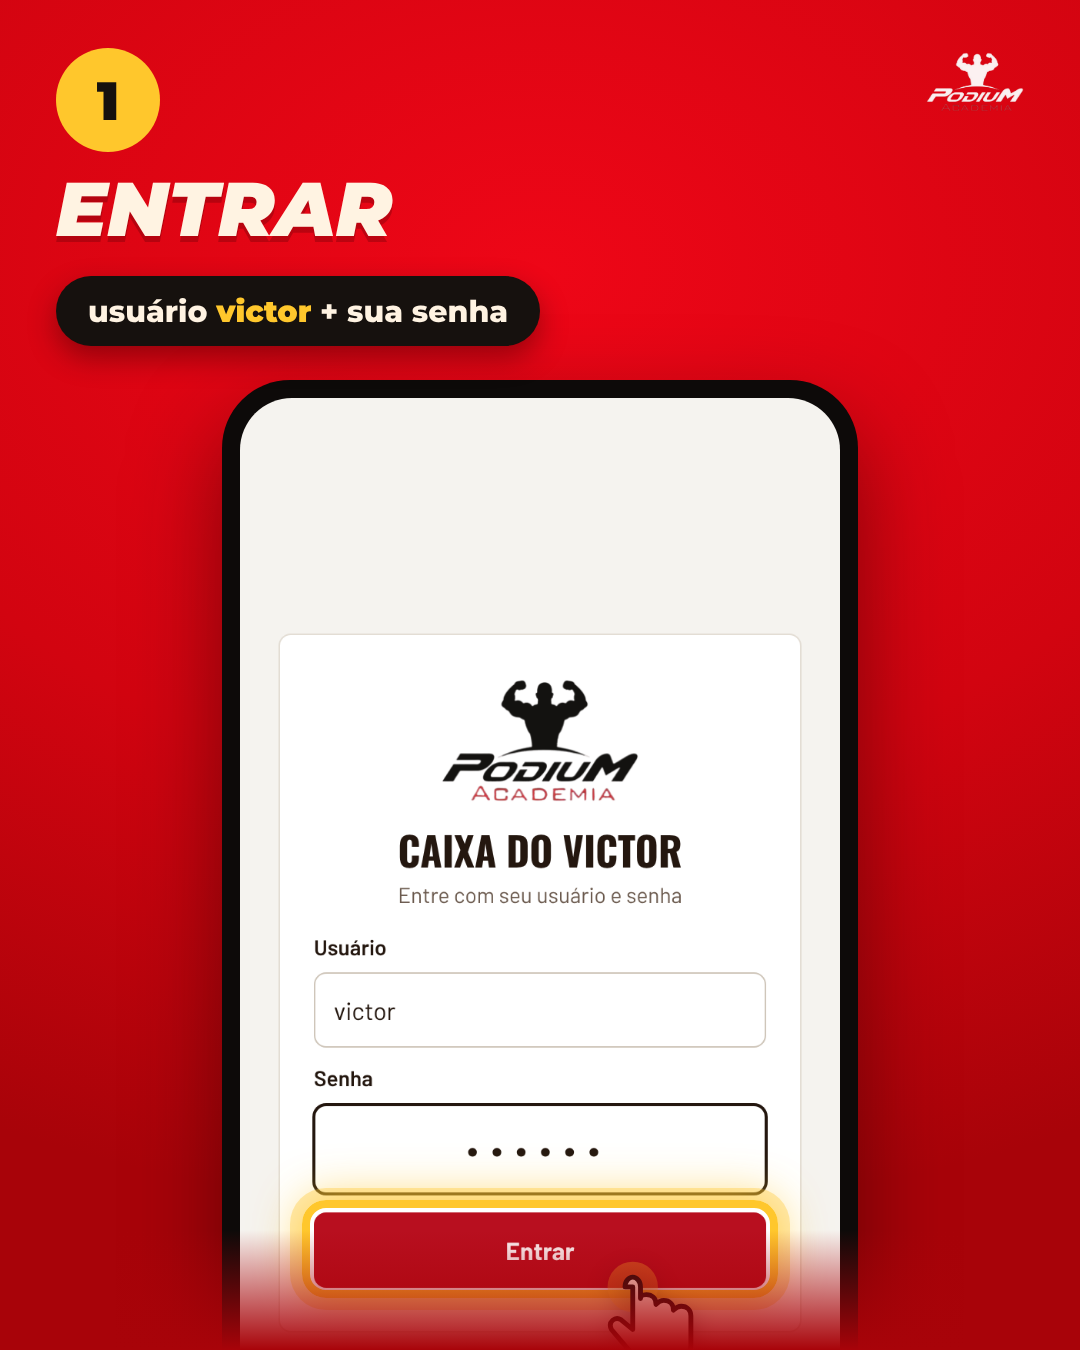 1
PODIUM
ACADEMIA
ENTRAR
usuário victor + sua senha
PODIUM
ACADEMIA
CAIXA DO VICTOR
Entre com seu usuário e senha
Usuário
victor
Senha
Entrar